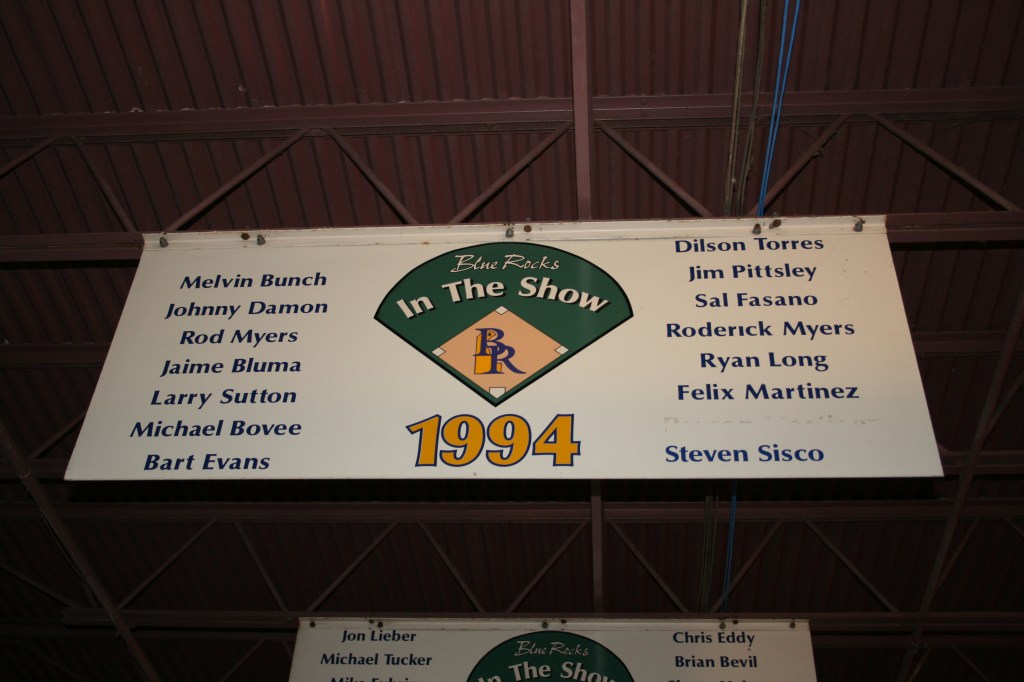 Melvin Bunch
Johnny Damon
Rod Myers
Jaime Bluma
Larry Sutton
Michael Bovee
Bart Evans
Blue Rocks
In The Show
BR
1994
Dilson Torres
Jim Pittsley
Sal Fasano
Roderick Myers
Ryan Long
Felix Martinez
Steven Sisco
Jon Lieber
Michael Tucker
Blue Rocks
In The Show
Chris Eddy
Brian Bevil